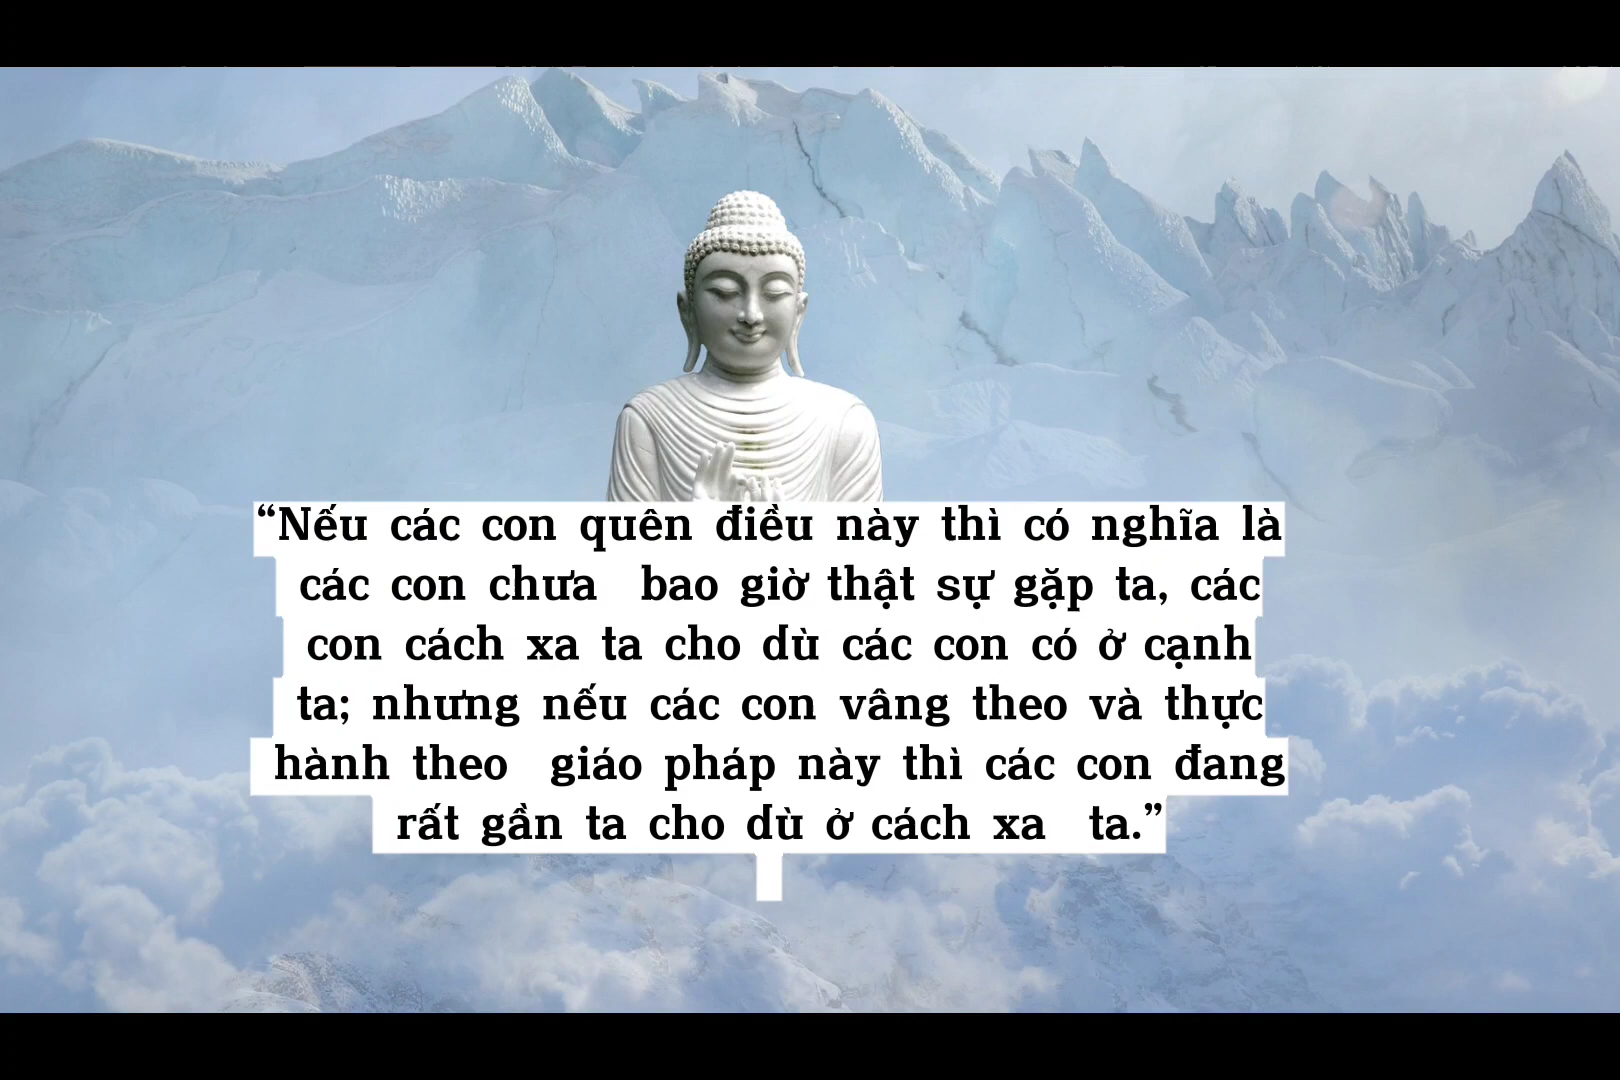 “Nếu các con quên điều này thì có nghĩa là
các con chưa bao giờ thật sự gặp ta, các
con cách xa ta cho dù các con có ở cạnh
ta; nhưng nếu các con vâng theo và thực
hành theo giáo pháp này thì các con đang
rất gần ta cho dù ở cách xa ta.”